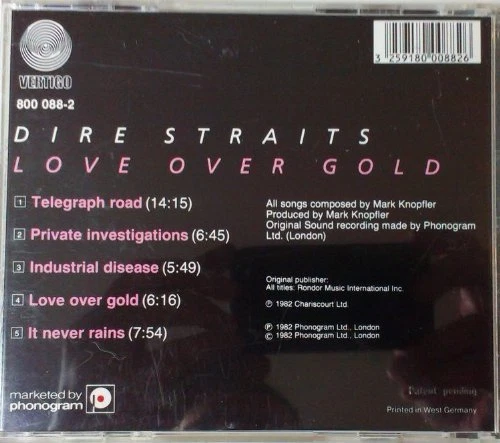 VERTIGO
800 088-2
3 259180 008826
DIRE STRAITS
LOVE OVER GOLD
1 Telegraph road (14:15)
2 Private investigations (6:45)
3 Industrial disease (5:49)
4 Love over gold (6:16)
5 It never rains (7:54)
All songs composed by Mark Knopfler
Produced by Mark Knopfler
Original Sound recording made by Phonogram
Ltd. (London)
Original publisher:
All titles: Rondor Music International Inc.
℗ 1982 Chariscourt Ltd.
℗ 1982 Phonogram Ltd., London
© 1982 Phonogram Ltd., London
marketed by
phonogram
Patent pending
Printed in West Germany